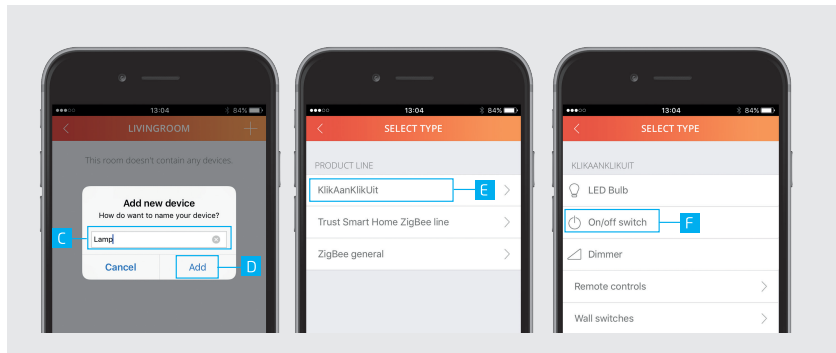 13:04
84%
LIVINGROOM
This room doesn't contain any devices.
Add new device
How do want to name your device?
C
Lamp
Cancel
Add
D
13:04
84%
SELECT TYPE
PRODUCT LINE
KlikAanKlikUit
E
Trust Smart Home ZigBee line
ZigBee general
13:04
84%
SELECT TYPE
KLIKAANKLIKUIT
LED Bulb
On/off switch
F
Dimmer
Remote controls
Wall switches